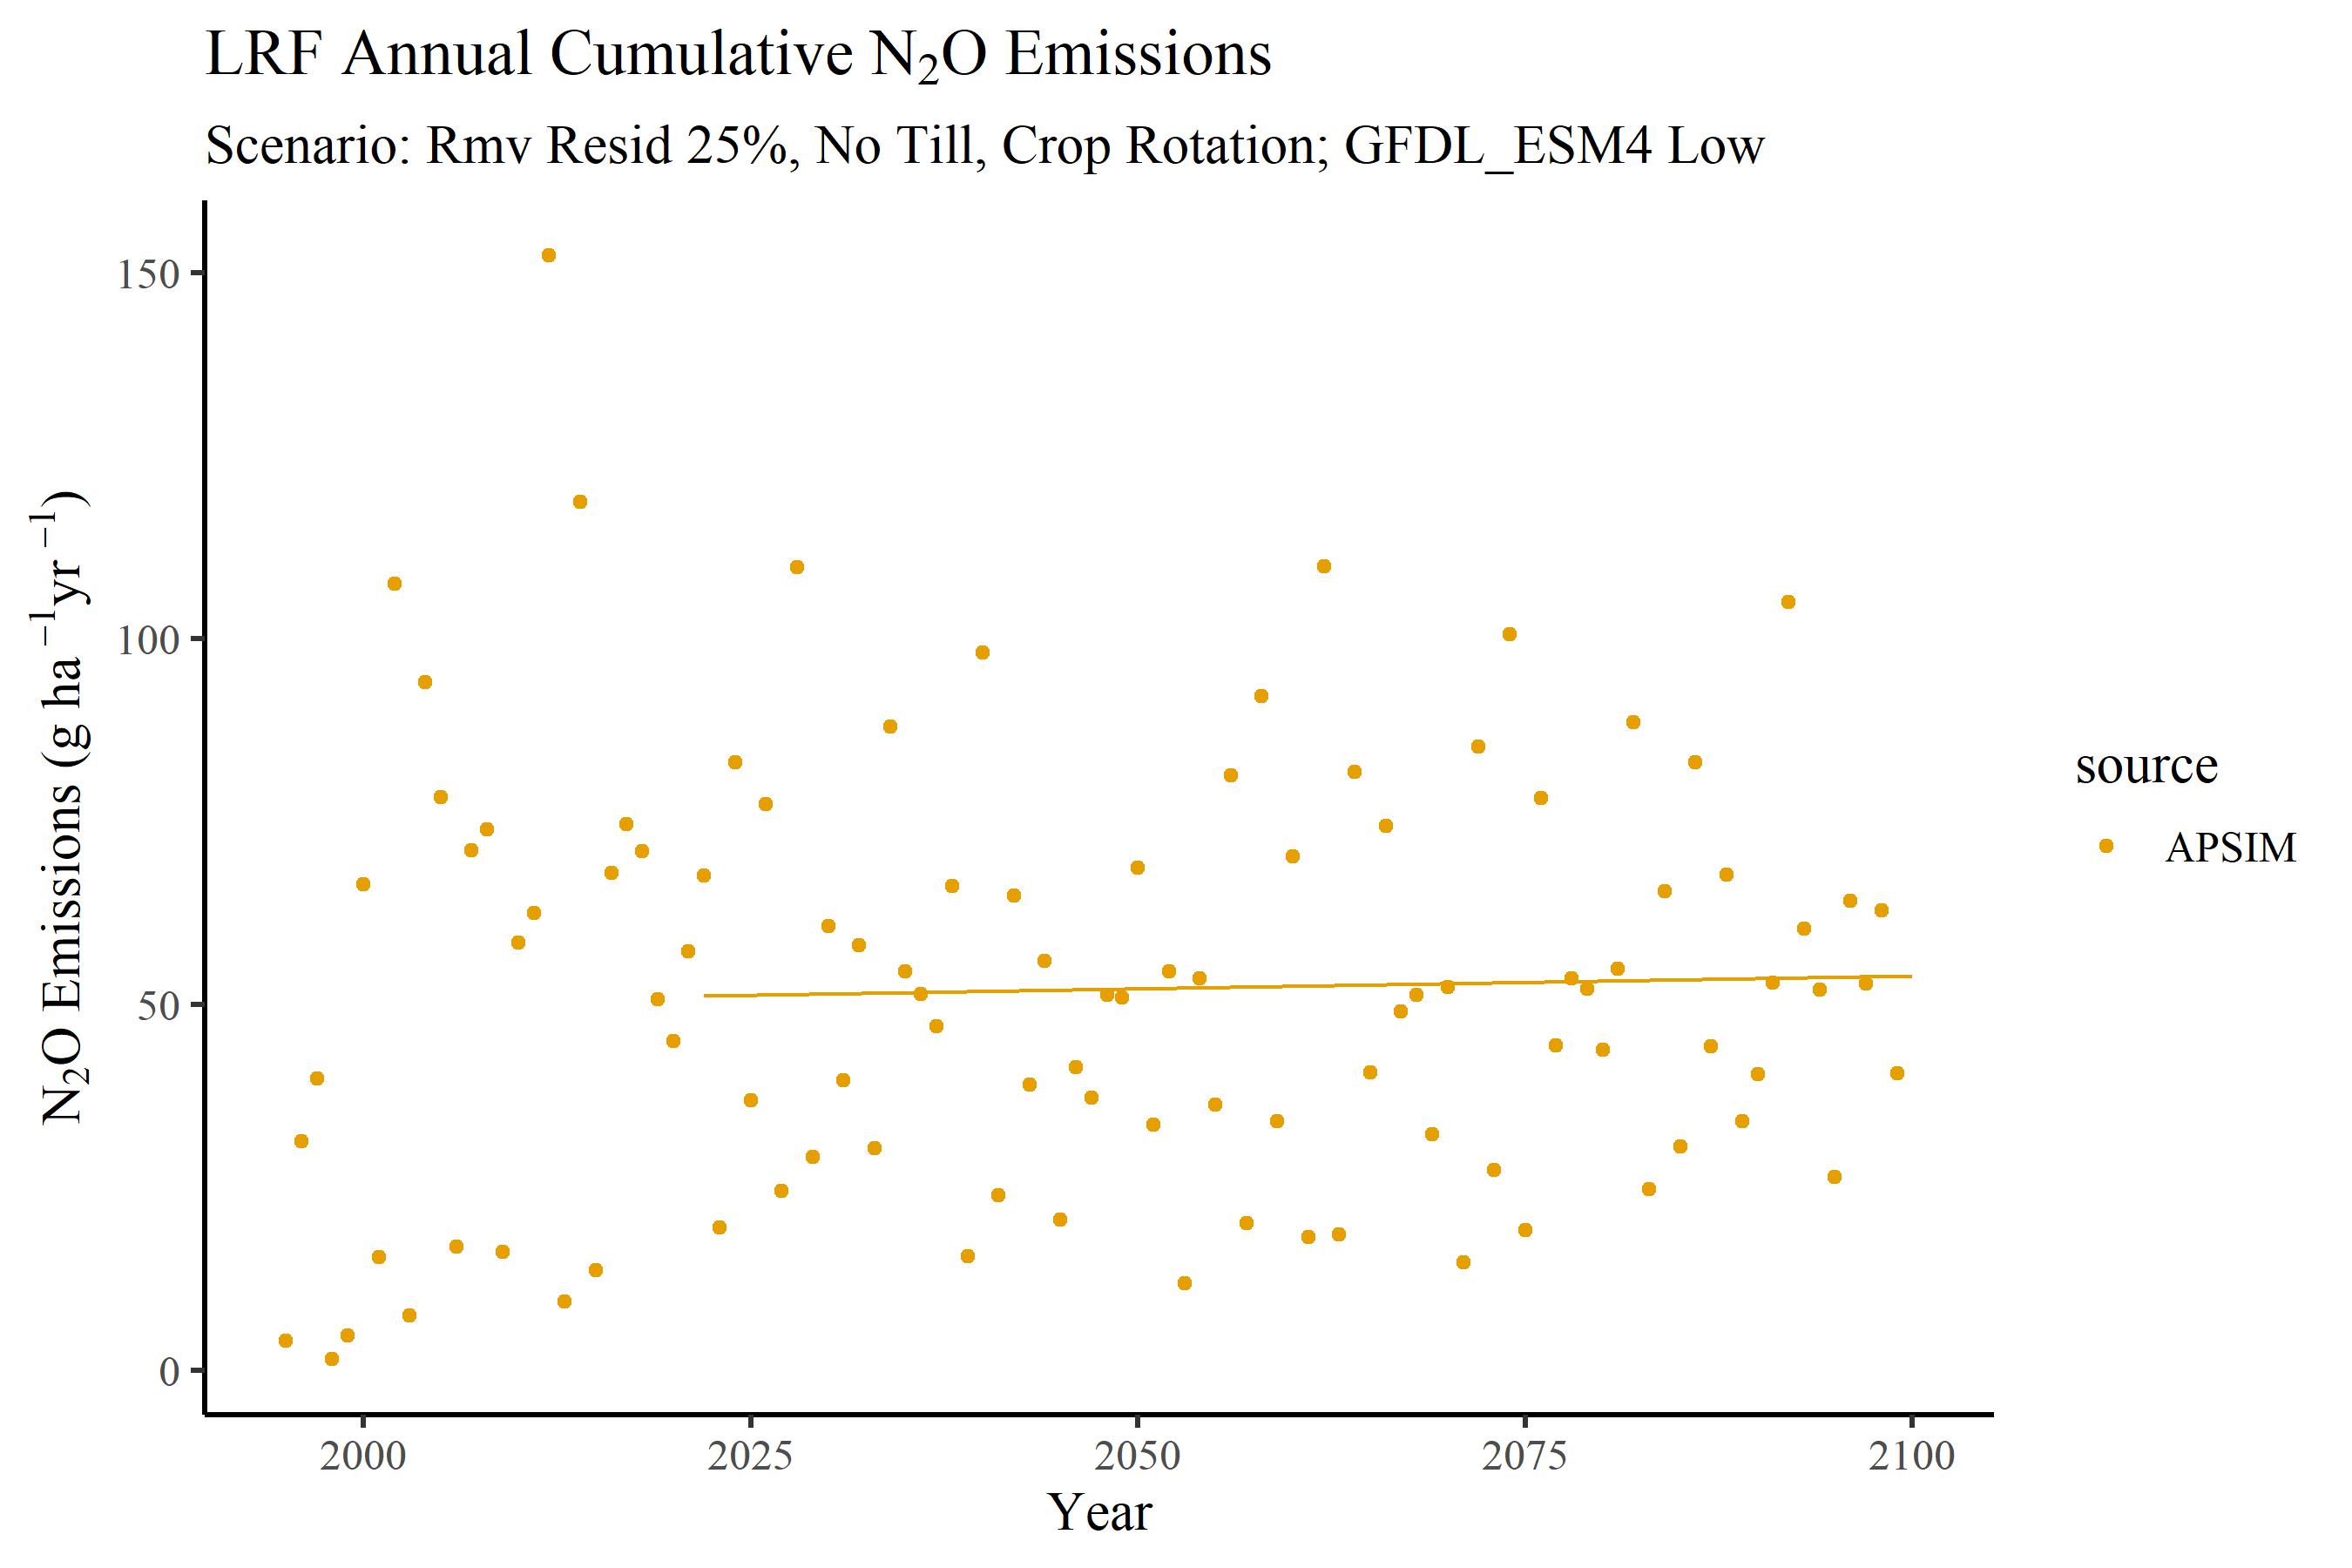 LRF Annual Cumulative N₂O Emissions
Scenario: Rmv Resid 25%, No Till, Crop Rotation; GFDL_ESM4 Low
N₂O Emissions (g ha⁻¹yr⁻¹)
150
100
50
0
2000 2025 2050 2075 2100
Year
source
APSIM